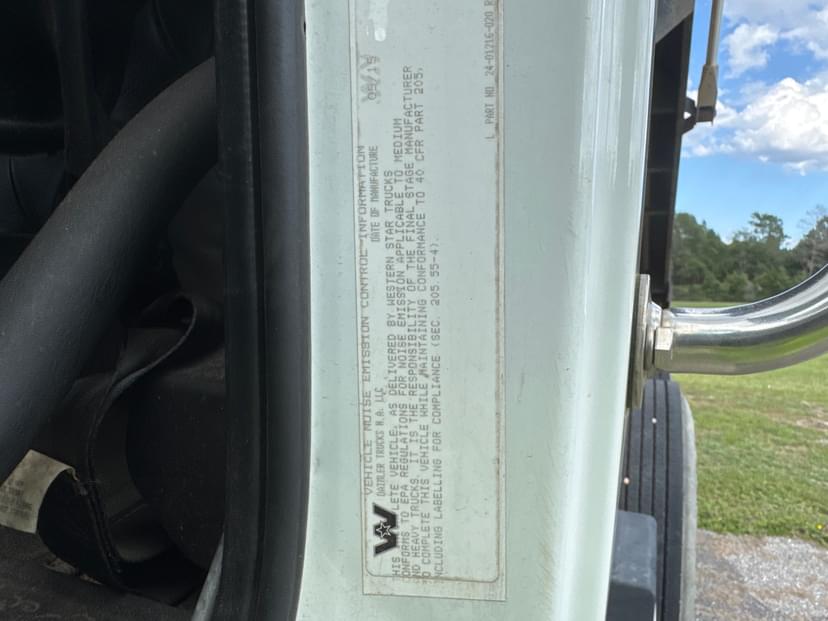 VEHICLE NOISE EMISSION CONTROL INFORMATION
DAIMLER TRUCKS N.A. LLC DATE OF MANUFACTURE 09/15
THIS LETE VEHICLE, AS DELIVERED BY WESTERN STAR TRUCKS
CONFORMS TO EPA REGULATIONS FOR NOISE EMISSION APPLICABLE TO MEDIUM
AND HEAVY TRUCKS. IT IS THE RESPONSIBILITY OF THE FINAL STAGE MANUFACTURER
TO COMPLETE THIS VEHICLE WHILE MAINTAINING CONFORMANCE TO 40 CFR PART 205,
INCLUDING LABELLING FOR COMPLIANCE (SEC. 205.55-4).
L PART NO. 24-01216-020 R